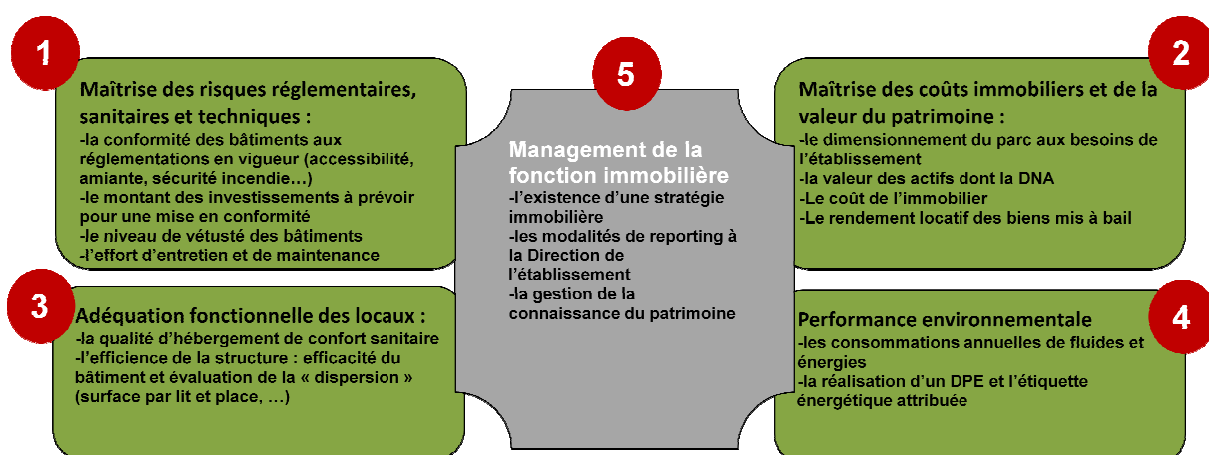 1
Maîtrise des risques réglementaires,
sanitaires et techniques :
-la conformité des bâtiments aux
réglementations en vigueur (accessibilité,
amiante, sécurité incendie…)
-le montant des investissements à prévoir
pour une mise en conformité
-le niveau de vétusté des bâtiments
-l’effort d’entretien et de maintenance
2
Maîtrise des coûts immobiliers et de la
valeur du patrimoine :
-le dimensionnement du parc aux besoins de
l’établissement
-la valeur des actifs dont la DNA
-Le coût de l’immobilier
-Le rendement locatif des biens mis à bail
3
Adéquation fonctionnelle des locaux :
-la qualité d’hébergement de confort sanitaire
-l’efficience de la structure : efficacité du
bâtiment et évaluation de la « dispersion »
(surface par lit et place, …)
4
Performance environnementale
-les consommations annuelles de fluides et
énergies
-la réalisation d’un DPE et l’étiquette
énergétique attribuée
5
Management de la
fonction immobilière
-l’existence d’une stratégie
immobilière
-les modalités de reporting à
la Direction de
l’établissement
-la gestion de la
connaissance du patrimoine